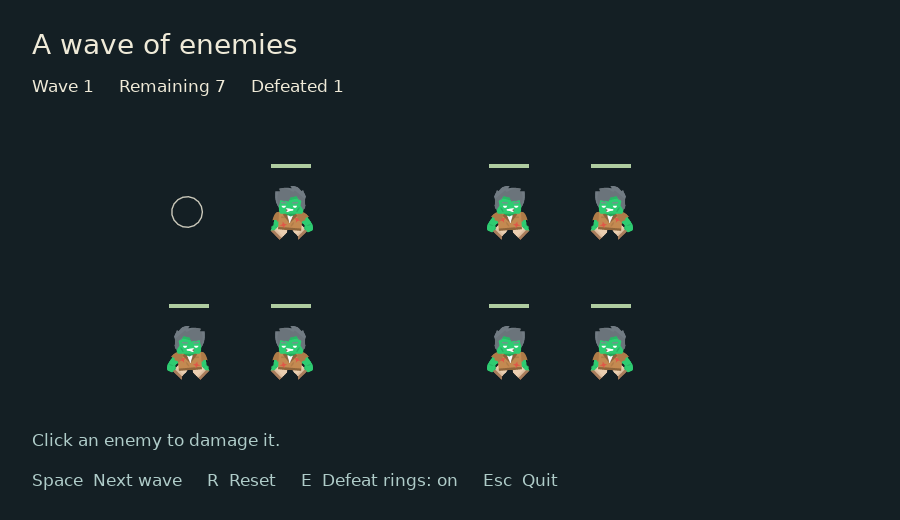 A wave of enemies
Wave 1 Remaining 7 Defeated 1
Click an enemy to damage it.
Space Next wave R Reset E Defeat rings: on Esc Quit